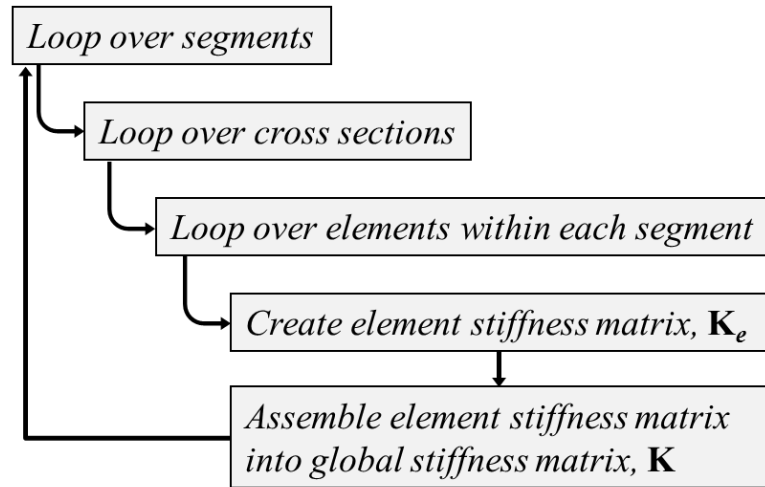 Loop over segments
Loop over cross sections
Loop over elements within each segment
Create element stiffness matrix, Ke
Assemble element stiffness matrix
into global stiffness matrix, K